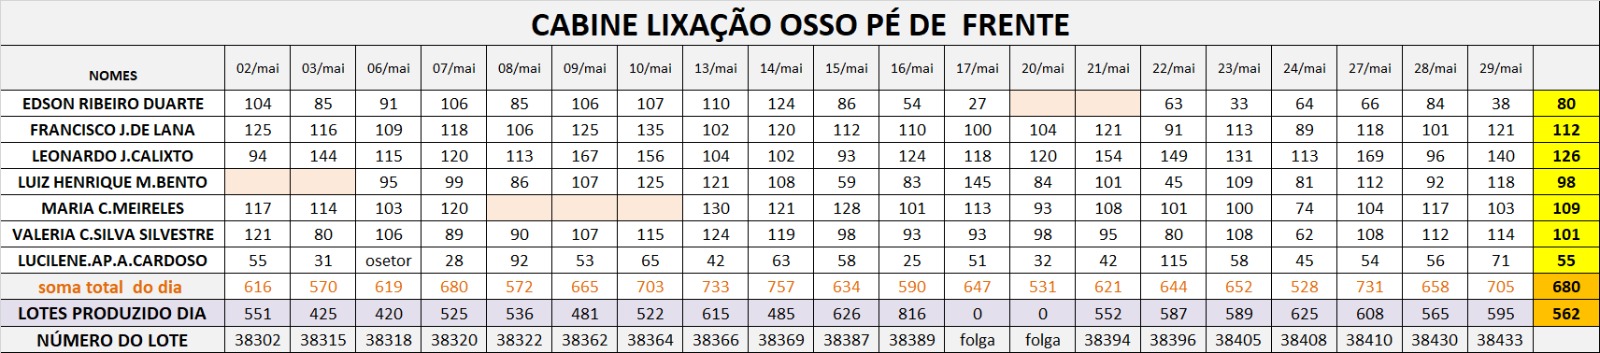 CABINE LIXAÇÃO OSSO PÉ DE FRENTE
NOMES 02/mai 03/mai 06/mai 07/mai 08/mai 09/mai 10/mai 13/mai 14/mai 15/mai 16/mai 17/mai 20/mai 21/mai 22/mai 23/mai 24/mai 27/mai 28/mai 29/mai
EDSON RIBEIRO DUARTE 104 85 91 106 85 106 107 110 124 86 54 27 63 33 64 66 84 38 80
FRANCISCO J.DE LANA 125 116 109 118 106 125 135 102 120 112 110 100 104 121 91 113 89 118 101 121 112
LEONARDO J.CALIXTO 94 144 115 120 113 167 156 104 102 93 124 118 120 154 149 131 113 169 96 140 126
LUIZ HENRIQUE M.BENTO 95 99 86 107 125 121 108 59 83 145 84 101 45 109 81 112 92 118 98
MARIA C.MEIRELES 117 114 103 120 130 121 128 101 113 93 108 101 100 74 104 117 103 109
VALERIA C.SILVA SILVESTRE 121 80 106 89 90 107 115 124 119 98 93 93 98 95 80 108 62 108 112 114 101
LUCILENE.AP.A.CARDOSO 55 31 osetor 28 92 53 65 42 63 58 25 51 32 42 115 58 45 54 56 71 55
soma total do dia 616 570 619 680 572 665 703 733 757 634 590 647 531 621 644 652 528 731 658 705 680
LOTES PRODUZIDO DIA 551 425 420 525 536 481 522 615 485 626 816 0 0 552 587 589 625 608 565 595 562
NÚMERO DO LOTE 38302 38315 38318 38320 38322 38362 38364 38366 38369 38387 38389 folga folga 38394 38396 38405 38408 38410 38430 38433